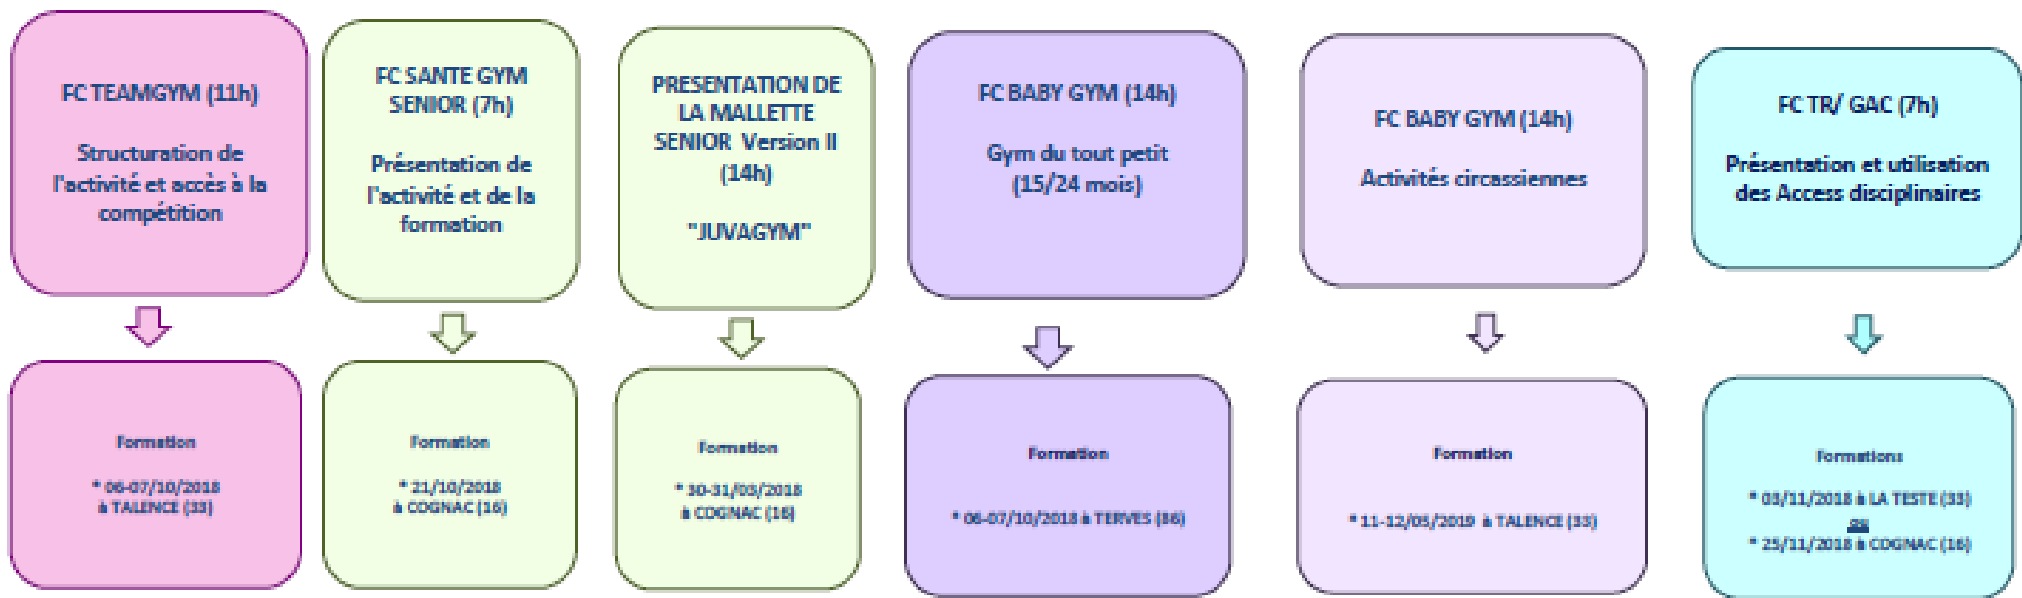 FC TEAMGYM (11h)
Structuration de
l'activité et accès à la
compétition
FC SANTE GYM
SENIOR (7h)
Présentation de
l'activité et de la
formation
PRESENTATION DE
LA MALLETTE
SENIOR Version II
(14h)
"JUVAGYM"
FC BABY GYM (14h)
Gym du tout petit
(15/24 mois)
FC BABY GYM (14h)
Activités circassiennes
FC TR/ GAC (7h)
Présentation et utilisation
des Access disciplinaires
Formation
* 06-07/10/2018
à TALENCE (33)
Formation
* 21/10/2018
à COGNAC (16)
Formation
* 30-31/03/2018
à COGNAC (16)
Formation
* 06-07/10/2018 à TERVES (86)
Formation
* 11-12/05/2019 à TALENCE (33)
Formations
* 03/11/2018 à LA TESTE (33)
ou
* 25/11/2018 à COGNAC (16)